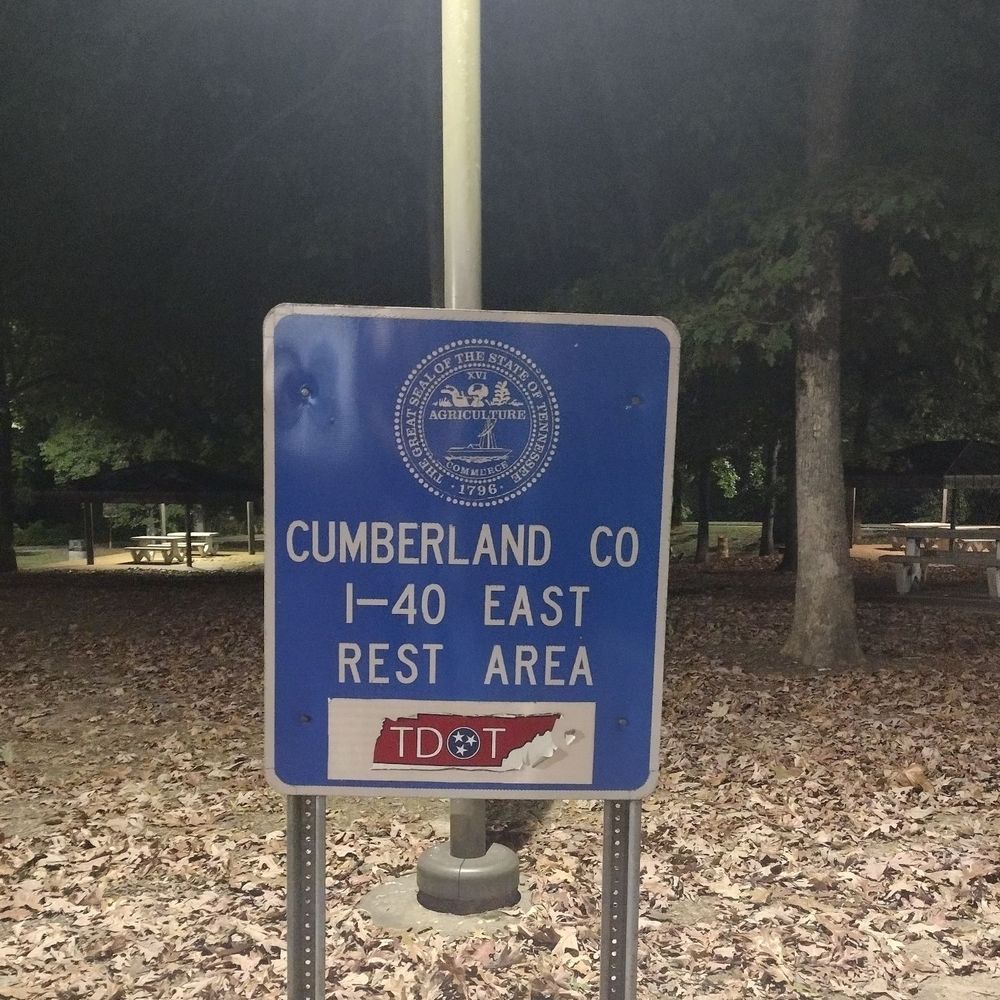 THE GREAT SEAL OF THE STATE OF TENNESSEE
XVI
AGRICULTURE
COMMERCE
· 1796 ·
CUMBERLAND CO
I-40 EAST
REST AREA
TDOT